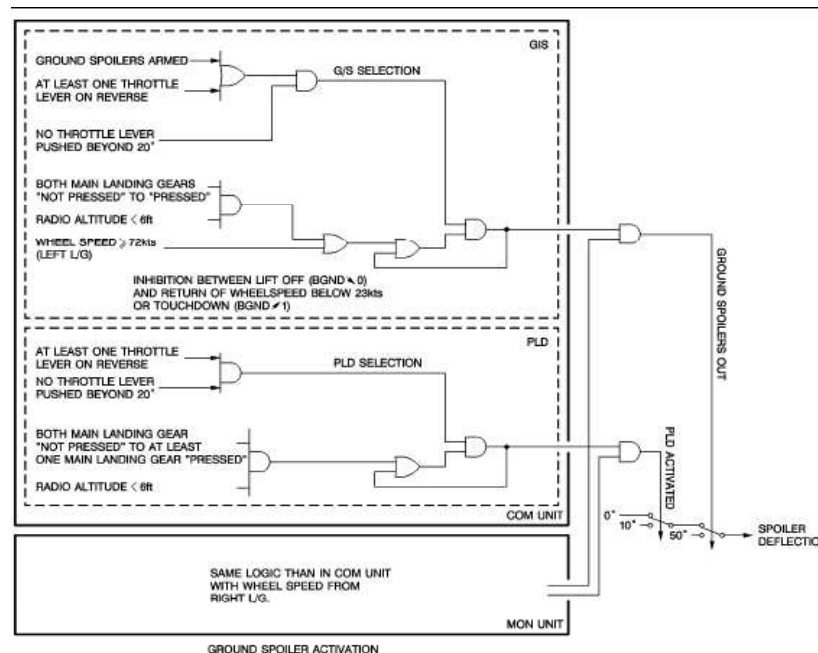 GIS
GROUND SPOILERS ARMED
G/S SELECTION
AT LEAST ONE THROTTLE
LEVER ON REVERSE
NO THROTTLE LEVER
PUSHED BEYOND 20°
BOTH MAIN LANDING GEARS
"NOT PRESSED" TO "PRESSED"
RADIO ALTITUDE < 6ft
WHEEL SPEED ⩾ 72kts
(LEFT L/G)
INHIBITION BETWEEN LIFT OFF (BGND ↘ 0)
AND RETURN OF WHEELSPEED BELOW 23kts
OR TOUCHDOWN (BGND ↗ 1)
GROUND SPOILERS OUT
PLD
AT LEAST ONE THROTTLE
LEVER ON REVERSE
PLD SELECTION
NO THROTTLE LEVER
PUSHED BEYOND 20°
BOTH MAIN LANDING GEAR
"NOT PRESSED" TO AT LEAST
ONE MAIN LANDING GEAR "PRESSED"
RADIO ALTITUDE < 6ft
COM UNIT
PLD ACTIVATED
0°
10°
50°
SPOILER
DEFLECTIO
SAME LOGIC THAN IN COM UNIT
WITH WHEEL SPEED FROM
RIGHT L/G.
MON UNIT
GROUND SPOILER ACTIVATION